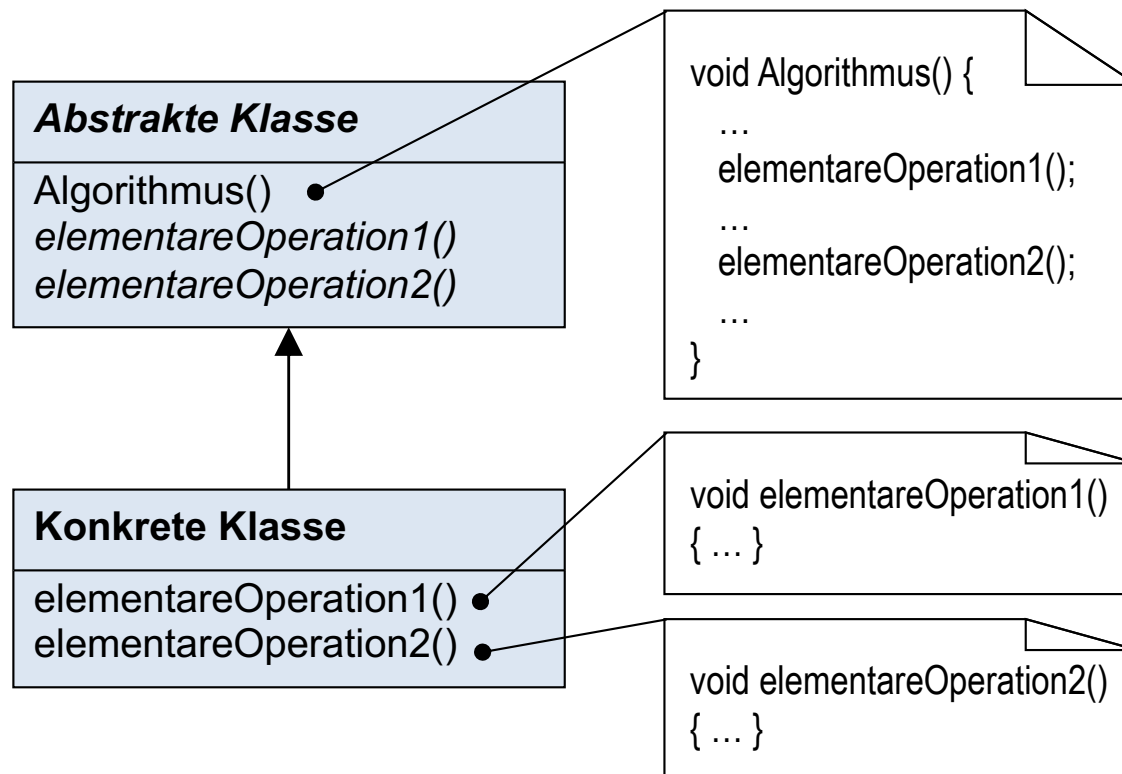 Abstrakte Klasse
Algorithmus()
elementareOperation1()
elementareOperation2()
Konkrete Klasse
elementareOperation1()
elementareOperation2()
void Algorithmus() {
…
elementareOperation1();
…
elementareOperation2();
…
}
void elementareOperation1()
{ … }
void elementareOperation2()
{ … }